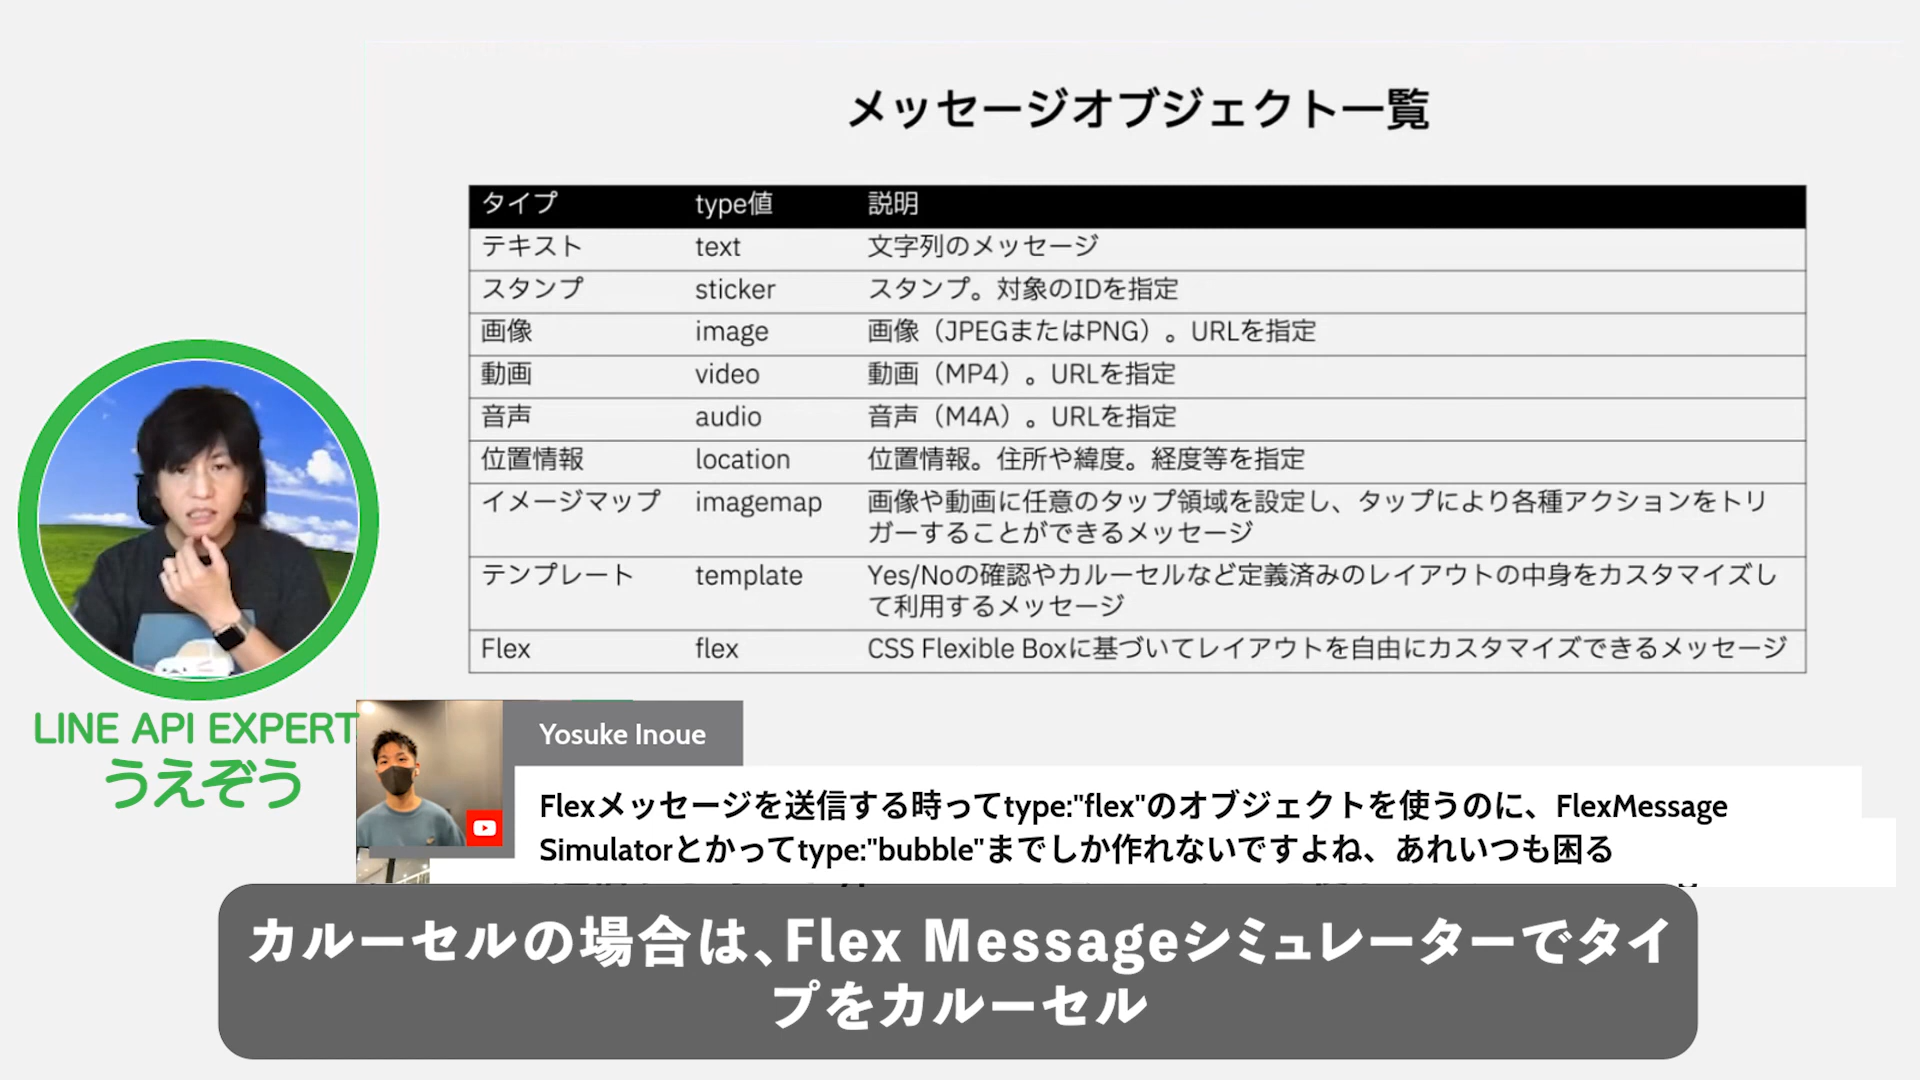 メッセージオブジェクト一覧
タイプ type値 説明
テキスト text 文字列のメッセージ
スタンプ sticker スタンプ。対象のIDを指定
画像 image 画像（JPEGまたはPNG）。URLを指定
動画 video 動画（MP4）。URLを指定
音声 audio 音声（M4A）。URLを指定
位置情報 location 位置情報。住所や緯度。経度等を指定
イメージマップ imagemap 画像や動画に任意のタップ領域を設定し、タップにより各種アクションをトリ
ガーすることができるメッセージ
テンプレート template Yes/Noの確認やカルーセルなど定義済みのレイアウトの中身をカスタマイズし
て利用するメッセージ
Flex flex CSS Flexible Boxに基づいてレイアウトを自由にカスタマイズできるメッセージ
LINE API EXPERT
うえぞう
Yosuke Inoue
Flexメッセージを送信する時ってtype:"flex"のオブジェクトを使うのに、FlexMessage
Simulatorとかってtype:"bubble"までしか作れないですよね、あれいつも困る
カルーセルの場合は、Flex Messageシミュレーターでタイ
プをカルーセル